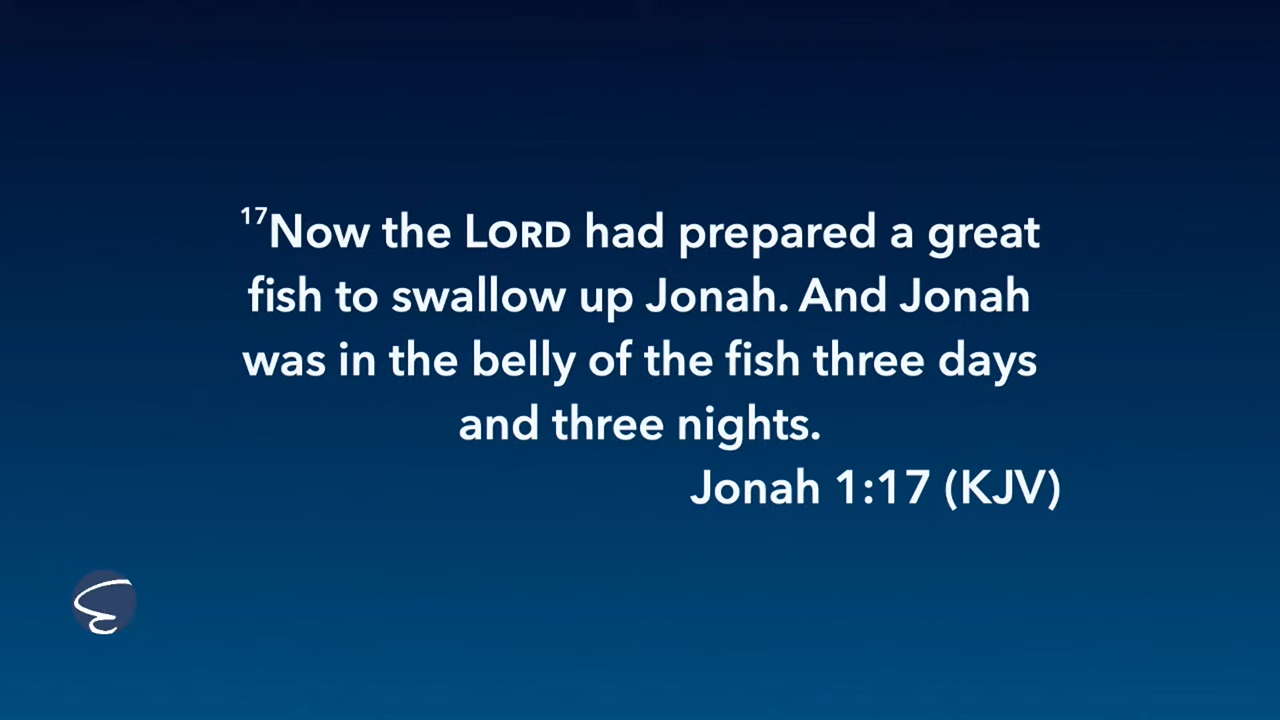 17Now the LORD had prepared a great
fish to swallow up Jonah. And Jonah
was in the belly of the fish three days
and three nights.
Jonah 1:17 (KJV)